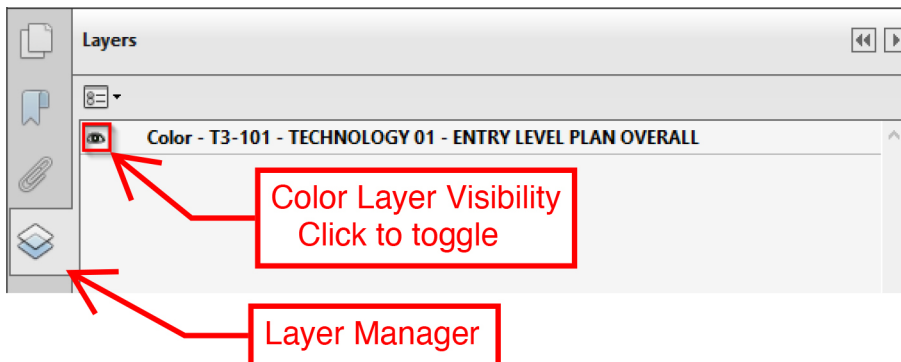 Layers
Color - T3-101 - TECHNOLOGY 01 - ENTRY LEVEL PLAN OVERALL
Color Layer Visibility
Click to toggle
Layer Manager